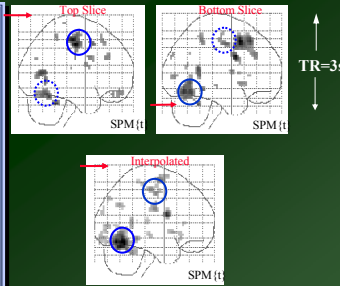 Top Slice
Bottom Slice
TR=3s
SPM{t}
SPM{t}
Interpolated
SPM{t}